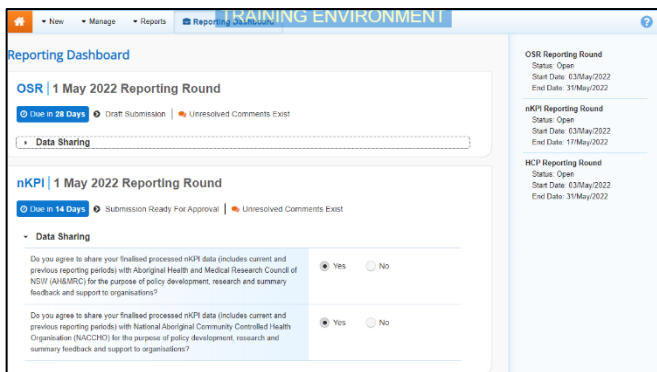 New
Manage
Reports
Reporting Dashboard
TRAINING ENVIRONMENT
?
Reporting Dashboard
OSR | 1 May 2022 Reporting Round
Due in 28 Days
Draft Submission
Unresolved Comments Exist
Data Sharing
nKPI | 1 May 2022 Reporting Round
Due in 14 Days
Submission Ready For Approval
Unresolved Comments Exist
Data Sharing
Do you agree to share your finalised processed nKPI data (includes current and
previous reporting periods) with Aboriginal Health and Medical Research Council of
NSW (AH&MRC) for the purpose of policy development, research and summary
feedback and support to organisations?
Yes
No
Do you agree to share your finalised processed nKPI data (includes current and
previous reporting periods) with National Aboriginal Community Controlled Health
Organisation (NACCHO) for the purpose of policy development, research and
summary feedback and support to organisations?
Yes
No
OSR Reporting Round
Status: Open
Start Date: 03/May/2022
End Date: 31/May/2022
nKPI Reporting Round
Status: Open
Start Date: 03/May/2022
End Date: 17/May/2022
HCP Reporting Round
Status: Open
Start Date: 03/May/2022
End Date: 31/May/2022